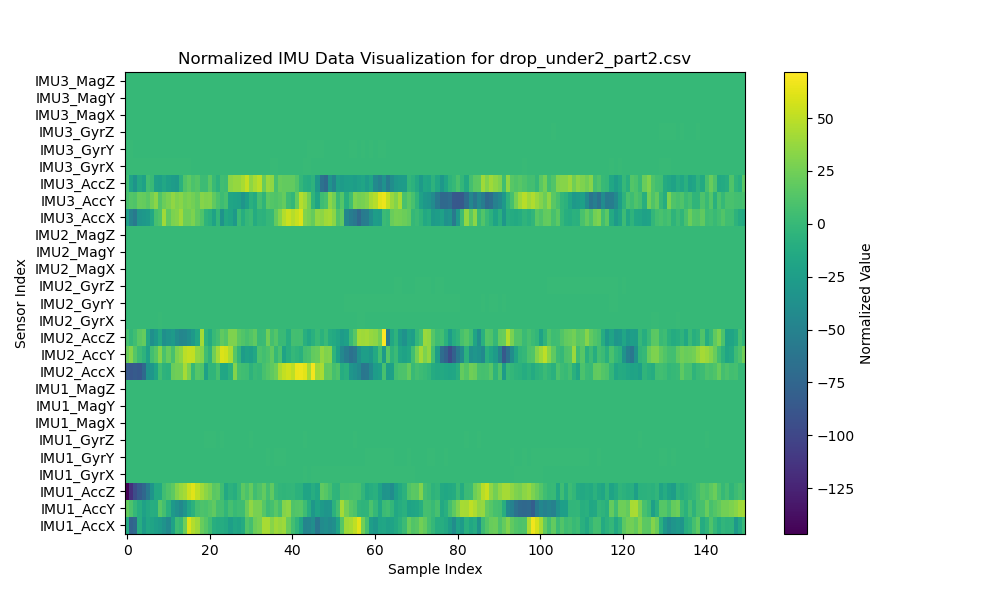 Normalized IMU Data Visualization for drop_under2_part2.csv
IMU3_MagZ
IMU3_MagY
IMU3_MagX
IMU3_GyrZ
IMU3_GyrY
IMU3_GyrX
IMU3_AccZ
IMU3_AccY
IMU3_AccX
IMU2_MagZ
IMU2_MagY
IMU2_MagX
IMU2_GyrZ
IMU2_GyrY
IMU2_GyrX
IMU2_AccZ
IMU2_AccY
IMU2_AccX
IMU1_MagZ
IMU1_MagY
IMU1_MagX
IMU1_GyrZ
IMU1_GyrY
IMU1_GyrX
IMU1_AccZ
IMU1_AccY
IMU1_AccX
Sensor Index
0 20 40 60 80 100 120 140
Sample Index
50
25
0
−25
−50
−75
−100
−125
Normalized Value